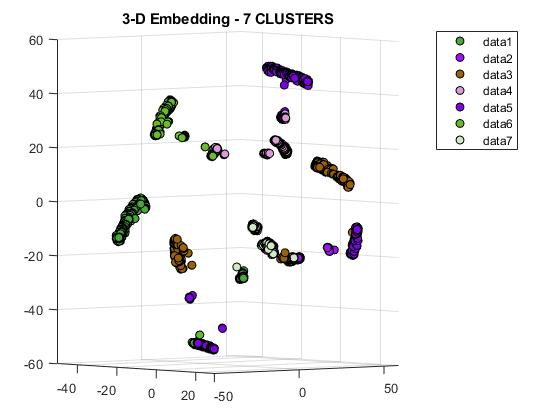 3-D Embedding - 7 CLUSTERS
data1
data2
data3
data4
data5
data6
data7
60
40
20
0
-20
-40
-60
-40
-20
0
20
-50
0
50